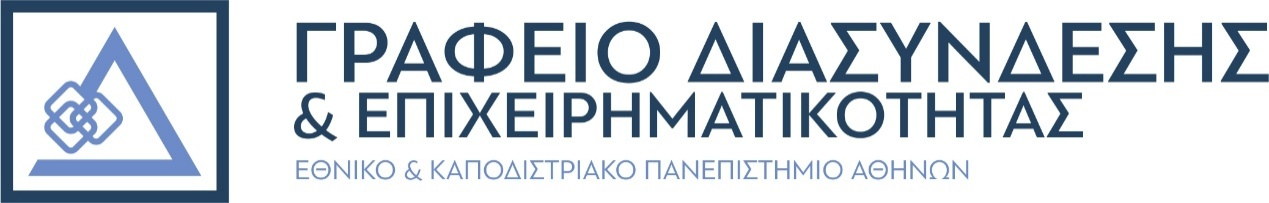 ΓΡΑΦΕΙΟ ΔΙΑΣΥΝΔΕΣΗΣ
& ΕΠΙΧΕΙΡΗΜΑΤΙΚΟΤΗΤΑΣ
ΕΘΝΙΚΟ & ΚΑΠΟΔΙΣΤΡΙΑΚΟ ΠΑΝΕΠΙΣΤΗΜΙΟ ΑΘΗΝΩΝ